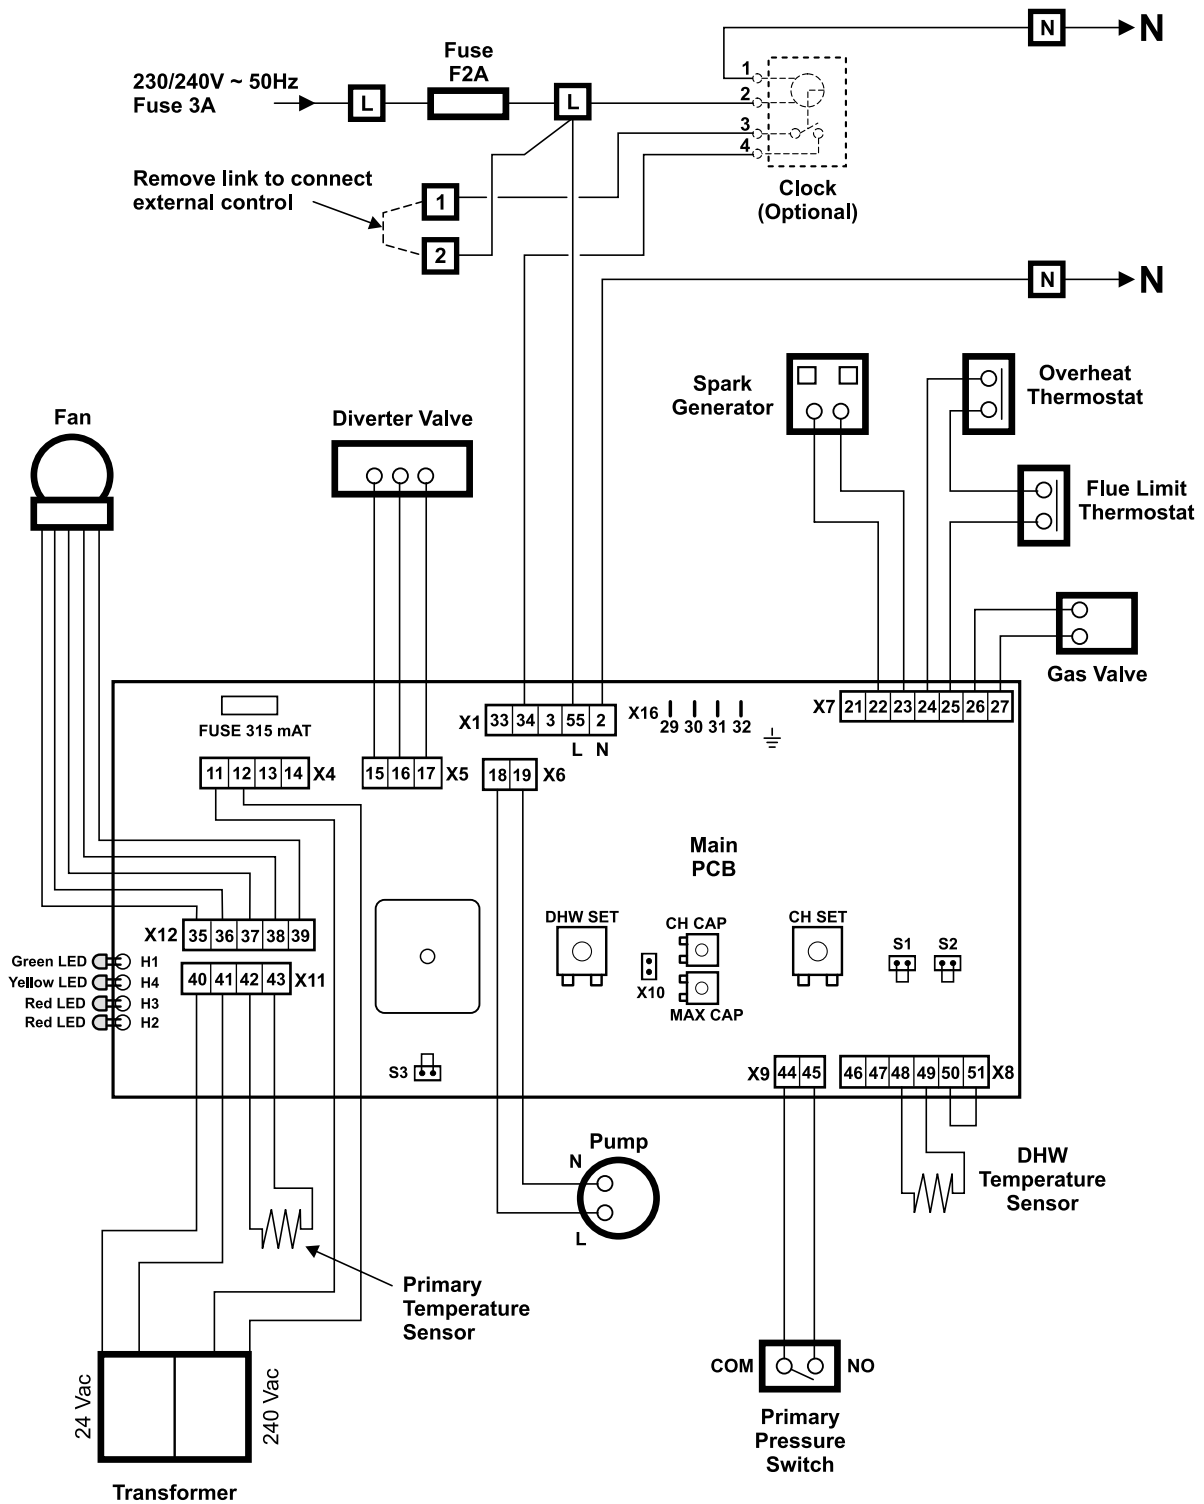 N N
Fuse
F2A
230/240V ~ 50Hz
Fuse 3A
L
L
1
2
3
4
Remove link to connect
external control
1
2
Clock
(Optional)
N N
Spark
Generator
Overheat
Thermostat
Fan
Diverter Valve
Flue Limit
Thermostat
Gas Valve
FUSE 315 mAT
X1 33 34 3 55 2
L N
X16
29 30 31 32
X7 21 22 23 24 25 26 27
11 12 13 14 X4
15 16 17 X5
18 19 X6
Main
PCB
X12 35 36 37 38 39
DHW SET
CH CAP
CH SET
S1
S2
Green LED H1
Yellow LED H4
Red LED H3
Red LED H2
40 41 42 43 X11
X10
MAX CAP
S3
X9 44 45
46 47 48 49 50 51 X8
Pump
N
L
DHW
Temperature
Sensor
Primary
Temperature
Sensor
24 Vac
240 Vac
COM
NO
Primary
Pressure
Switch
Transformer